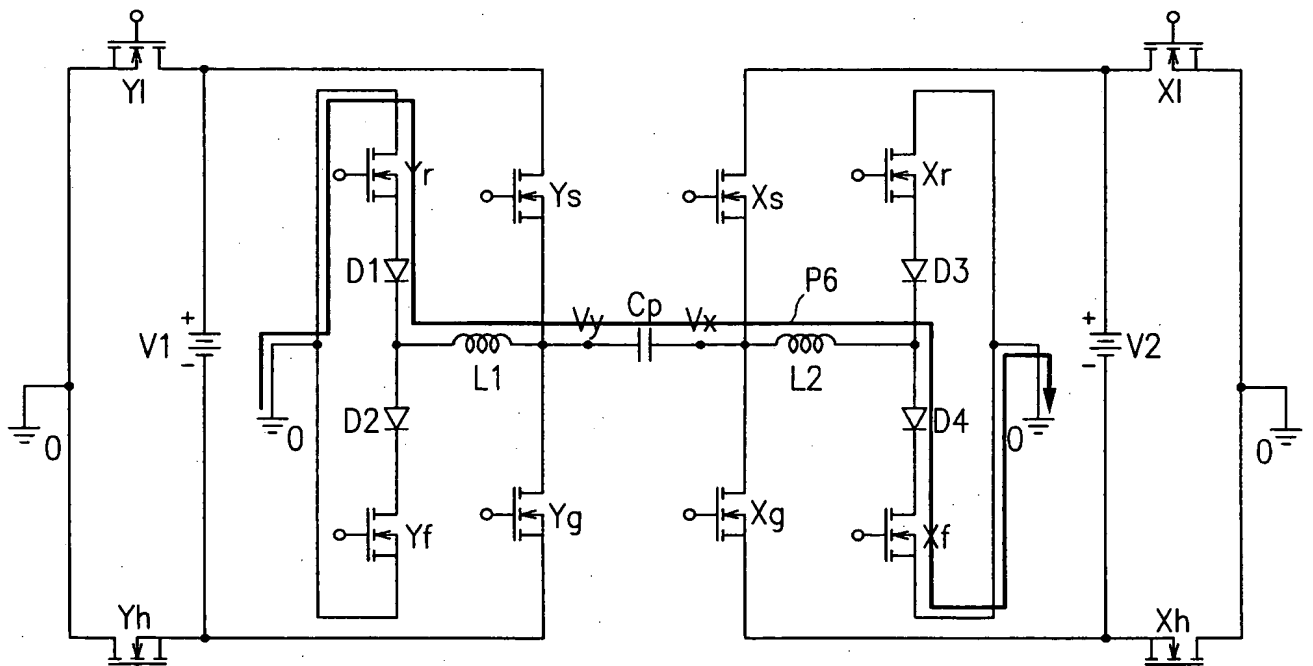 Yl
Xl
Yr
Ys
Xs
Xr
D1
D3
P6
Cp
Vy
Vx
+
V1
-
+
V2
-
L1
L2
0
0
D2
D4
0
0
Yf
Yg
Xg
Xf
Yh
Xh